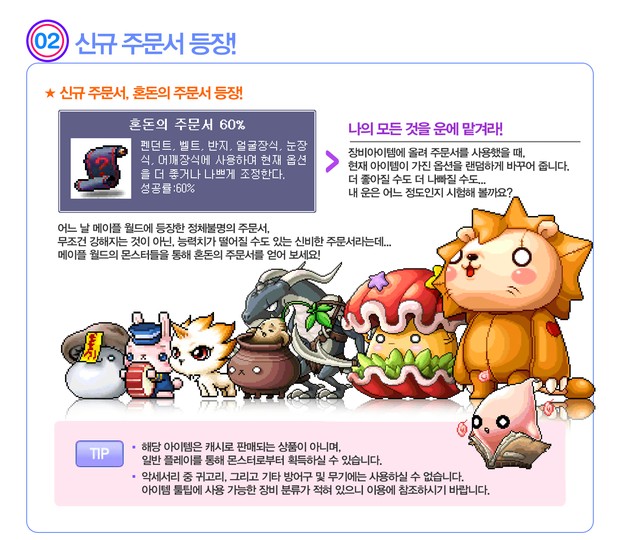 02 신규 주문서 등장!
★ 신규 주문서, 혼돈의 주문서 등장!
혼돈의 주문서 60%
펜던트, 벨트, 반지, 얼굴장식, 눈장
식, 어깨장식에 사용하며 현재 옵션
을 더 좋거나 나쁘게 조정한다.
성공률:60%
나의 모든 것을 운에 맡겨라!
장비아이템에 올려 주문서를 사용했을 때,
현재 아이템이 가진 옵션을 랜덤하게 바꾸어 줍니다.
더 좋아질 수도 더 나빠질 수도...
내 운은 어느 정도인지 시험해 볼까요?
어느 날 메이플 월드에 등장한 정체불명의 주문서,
무조건 강해지는 것이 아닌, 능력치가 떨어질 수도 있는 신비한 주문서라는데...
메이플 월드의 몬스터들을 통해 혼돈의 주문서를 얻어 보세요!
TIP
• 해당 아이템은 캐시로 판매되는 상품이 아니며,
일반 플레이를 통해 몬스터로부터 획득하실 수 있습니다.
• 악세서리 중 귀고리, 그리고 기타 방어구 및 무기에는 사용하실 수 없습니다.
아이템 툴팁에 사용 가능한 장비 분류가 적혀 있으니 이용에 참조하시기 바랍니다.